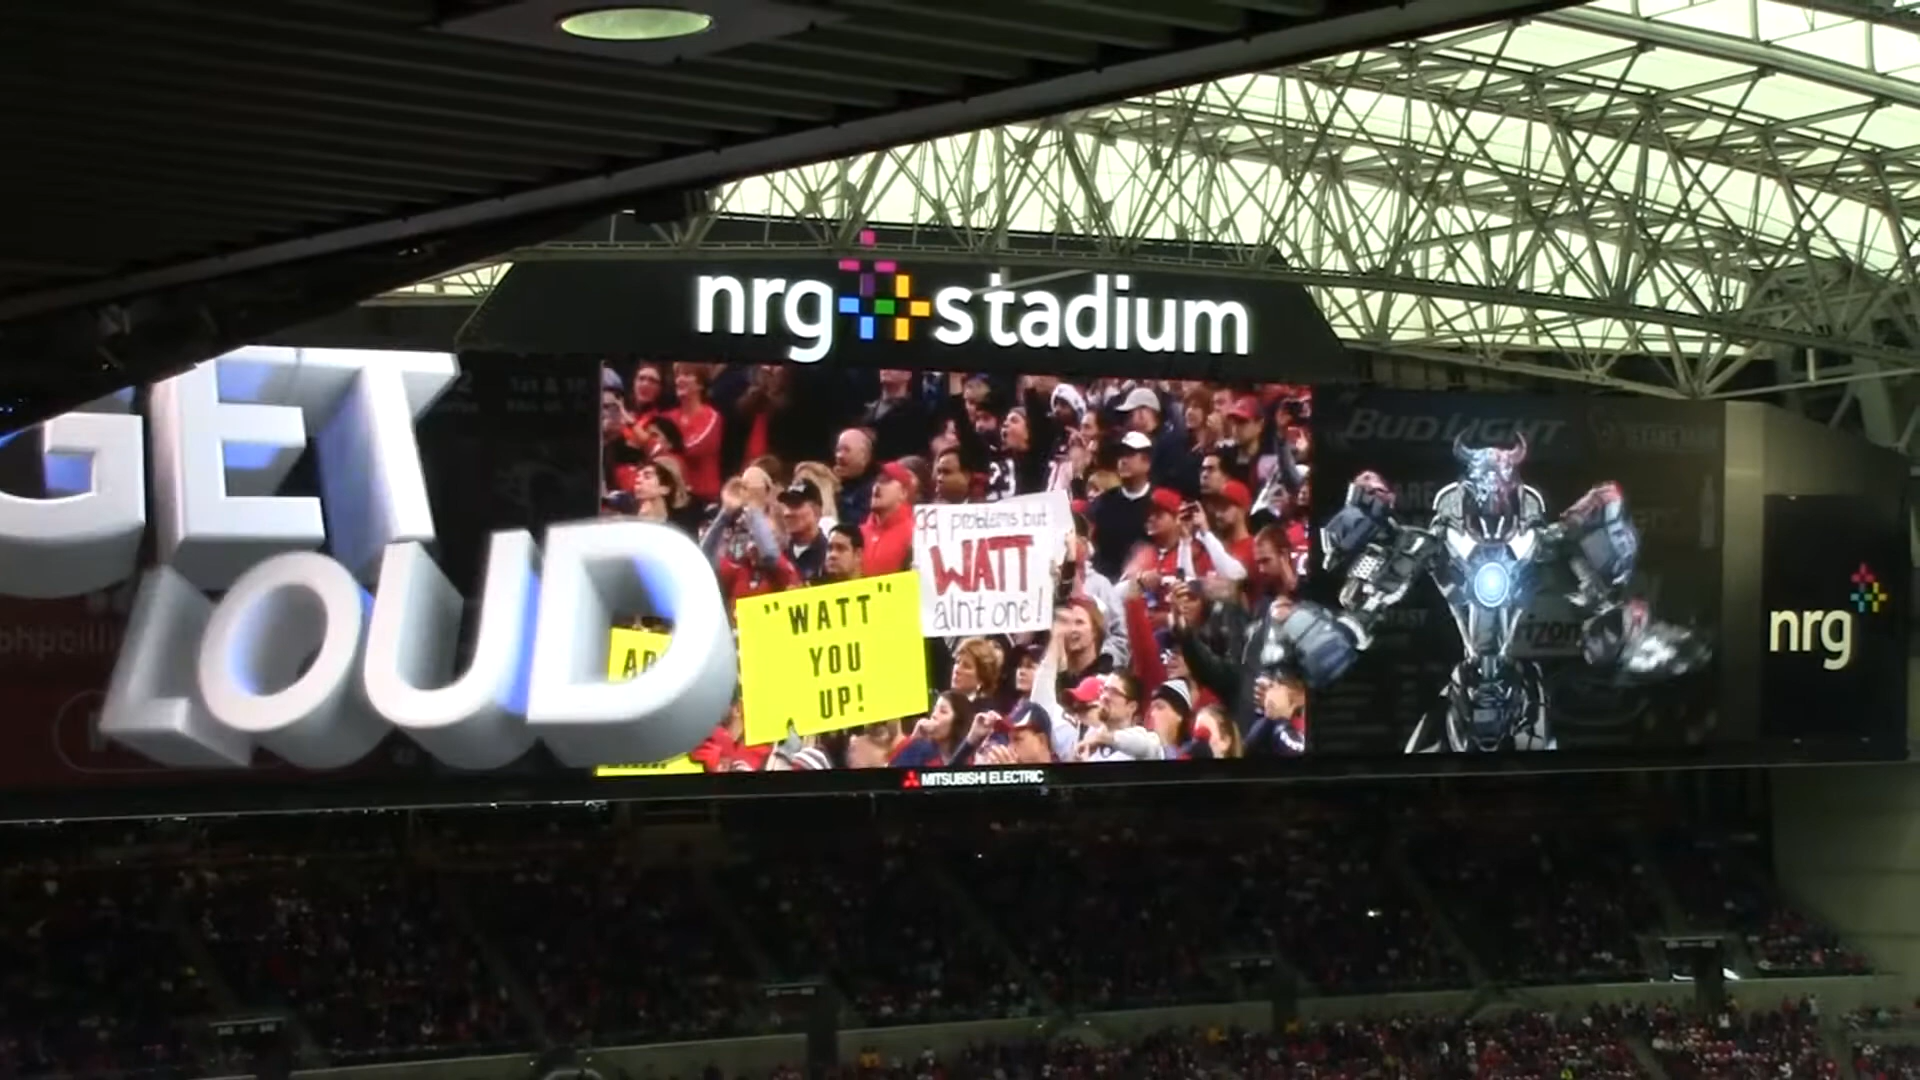 nrg stadium
GET
LOUD
99 problems but
WATT
ain't one!
"WATT"
YOU
UP!
BUD LIGHT
nrg
MITSUBISHI ELECTRIC